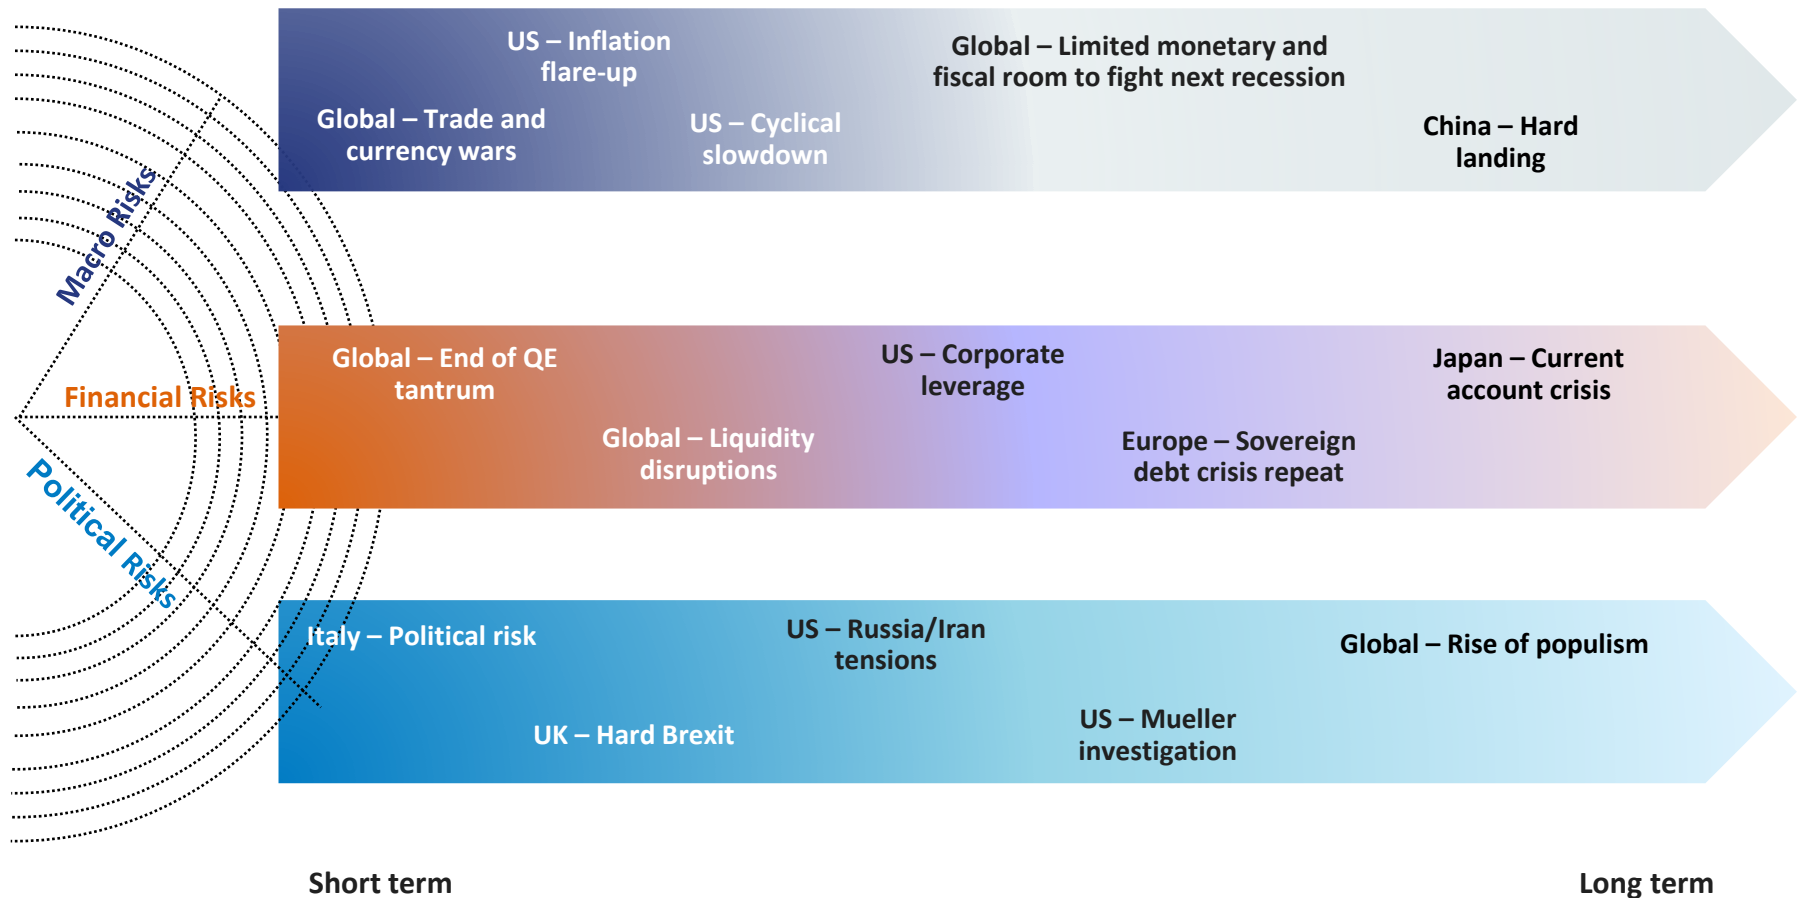 Macro Risks
US – Inflation
flare-up
Global – Limited monetary and
fiscal room to fight next recession
Global – Trade and
currency wars
US – Cyclical
slowdown
China – Hard
landing
Financial Risks
Global – End of QE
tantrum
US – Corporate
leverage
Japan – Current
account crisis
Global – Liquidity
disruptions
Europe – Sovereign
debt crisis repeat
Political Risks
Italy – Political risk
US – Russia/Iran
tensions
Global – Rise of populism
UK – Hard Brexit
US – Mueller
investigation
Short term
Long term